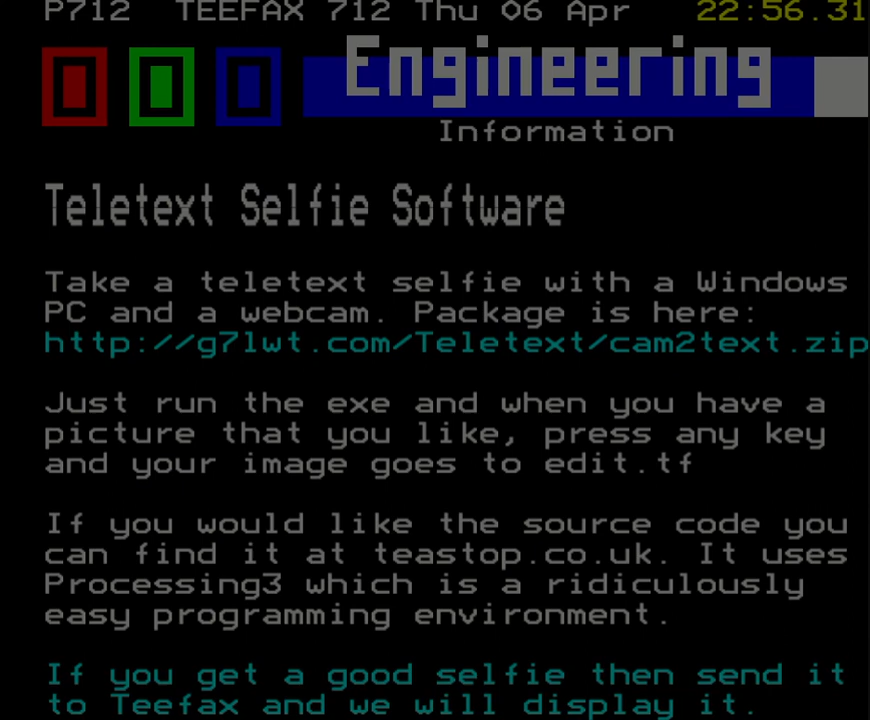 P712 TEEFAX 712 Thu 06 Apr 22:56.31
Engineering
Information
Teletext Selfie Software
Take a teletext selfie with a Windows
PC and a webcam. Package is here:
http://g7lwt.com/Teletext/cam2text.zip
Just run the exe and when you have a
picture that you like, press any key
and your image goes to edit.tf
If you would like the source code you
can find it at teastop.co.uk. It uses
Processing3 which is a ridiculously
easy programming environment.
If you get a good selfie then send it
to Teefax and we will display it.